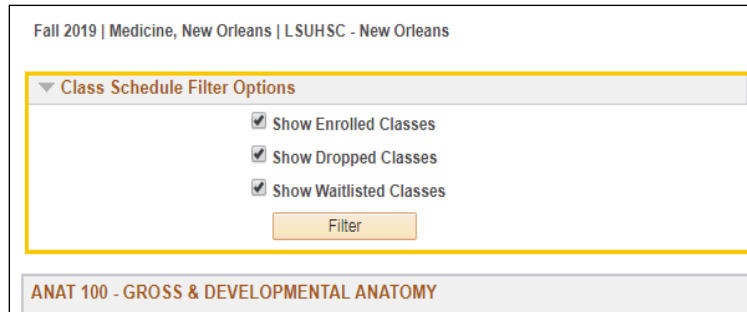 Fall 2019 | Medicine, New Orleans | LSUHSC - New Orleans
Class Schedule Filter Options
Show Enrolled Classes
Show Dropped Classes
Show Waitlisted Classes
Filter
ANAT 100 - GROSS & DEVELOPMENTAL ANATOMY